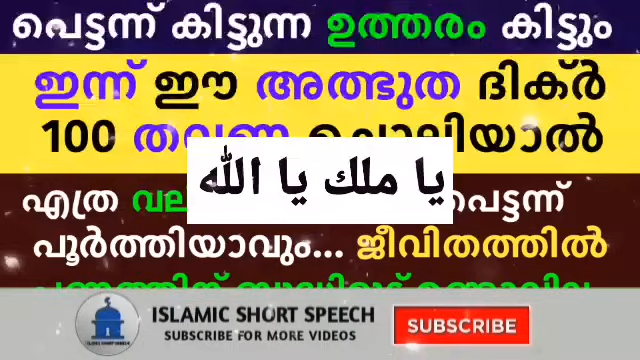 പെട്ടന്ന് കിട്ടുന്ന ഉത്തരം കിട്ടും
ഇന്ന് ഈ അത്ഭുത ദിക്ർ
100 തവണ ചൊല്ലിയാൽ
يا ملك يا الله
എത്ര പെട്ടന്ന്
പൂർത്തിയാവും... ജീവിതത്തിൽ
ISLAMIC SHORT SPEECH
SUBSCRIBE FOR MORE VIDEOS
SUBSCRIBE